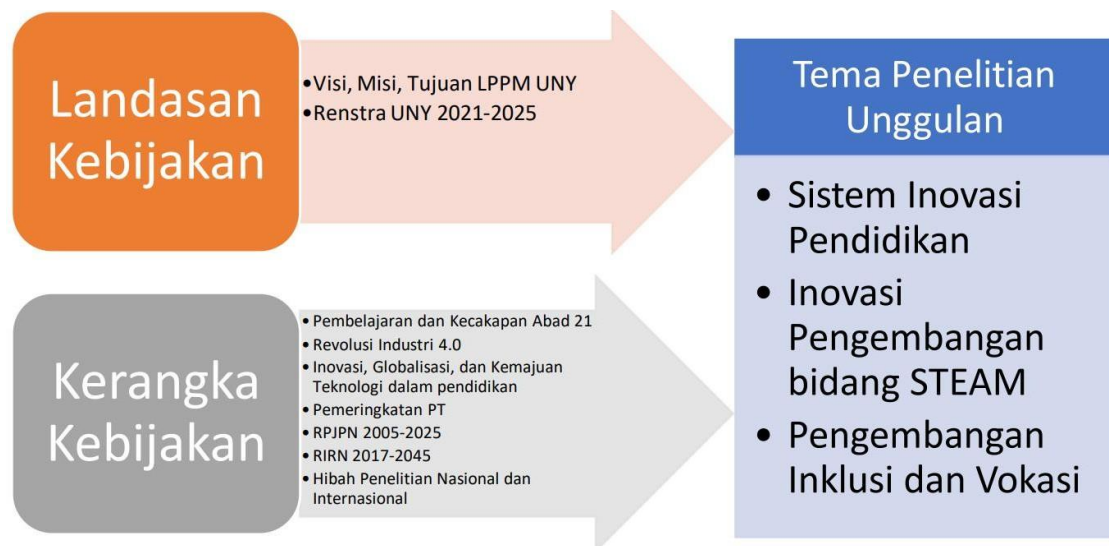 Landasan
Kebijakan
•Visi, Misi, Tujuan LPPM UNY
•Renstra UNY 2021-2025
Kerangka
Kebijakan
•Pembelajaran dan Kecakapan Abad 21
•Revolusi Industri 4.0
•Inovasi, Globalisasi, dan Kemajuan
Teknologi dalam pendidikan
•Pemeringkatan PT
•RPJPN 2005-2025
•RIRN 2017-2045
•Hibah Penelitian Nasional dan
Internasional
Tema Penelitian
Unggulan
• Sistem Inovasi
Pendidikan
• Inovasi
Pengembangan
bidang STEAM
• Pengembangan
Inklusi dan Vokasi